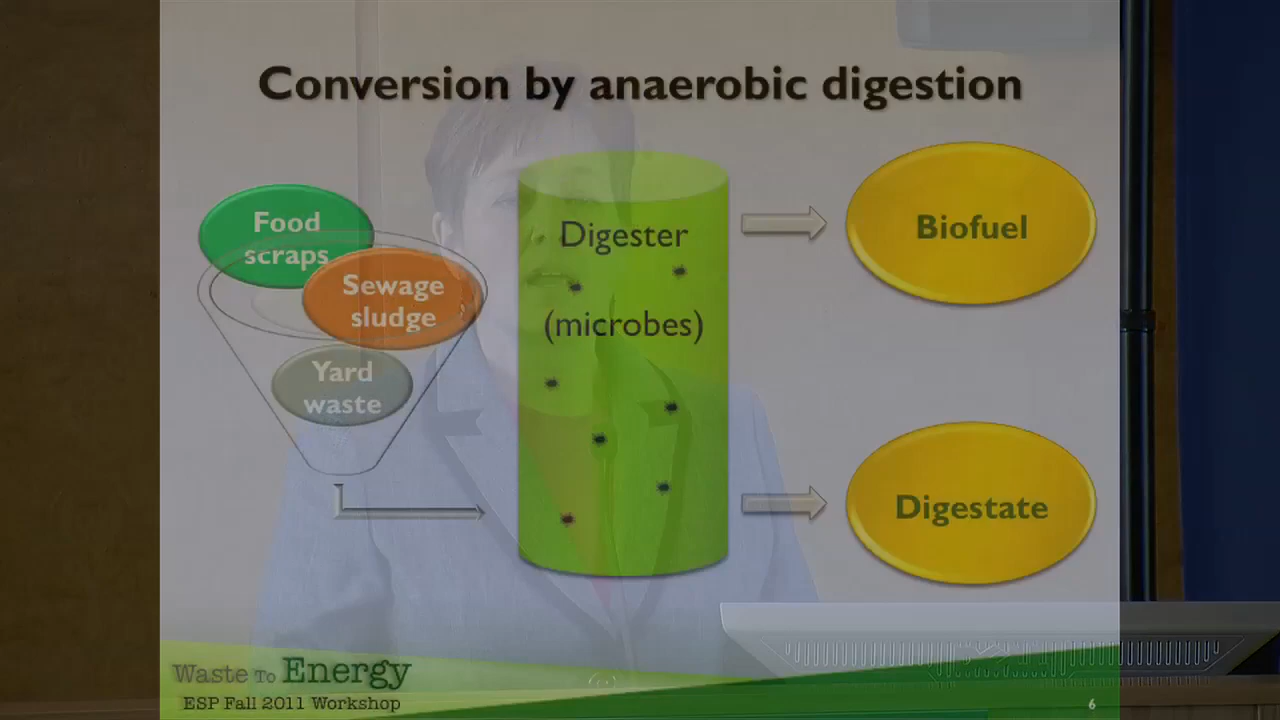 Conversion by anaerobic digestion
Food
scraps
Sewage
sludge
Yard
waste
Digester
(microbes)
Biofuel
Digestate
Waste To Energy
ESP Fall 2011 Workshop
6